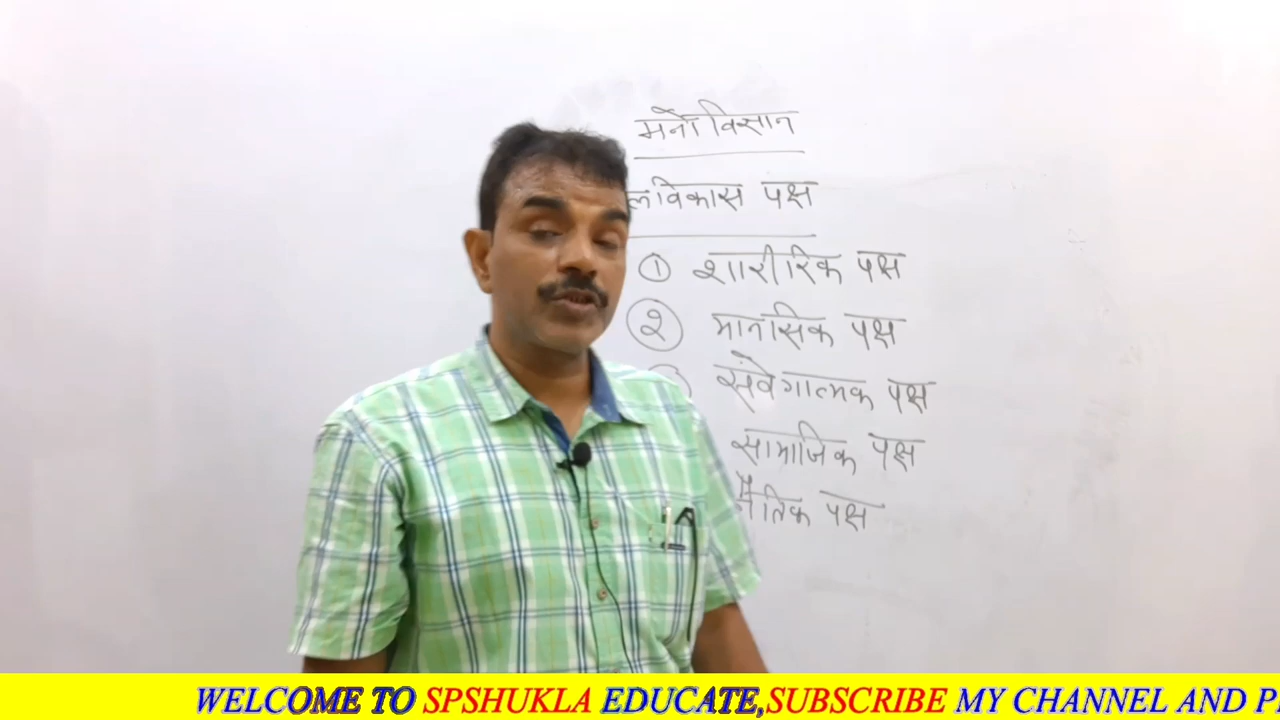 मनोविज्ञान
लविकास पक्ष
① शारीरिक पक्ष
② मानसिक पक्ष
संवेगात्मक पक्ष
सामाजिक पक्ष
नैतिक पक्ष
WELCOME TO SPSHUKLA EDUCATE,SUBSCRIBE MY CHANNEL AND P